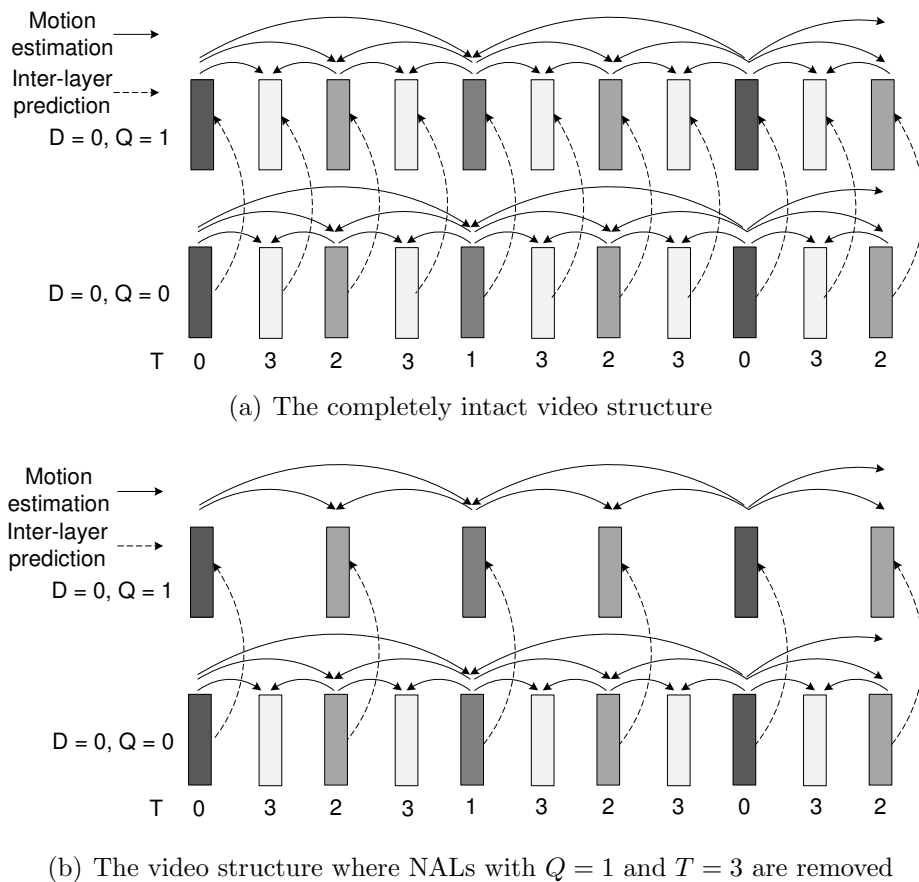 Motion
estimation
Inter-layer
prediction
D = 0, Q = 1
D = 0, Q = 0
T 0 3 2 3 1 3 2 3 0 3 2
(a) The completely intact video structure
Motion
estimation
Inter-layer
prediction
D = 0, Q = 1
D = 0, Q = 0
T 0 3 2 3 1 3 2 3 0 3 2
(b) The video structure where NALs with Q = 1 and T = 3 are removed